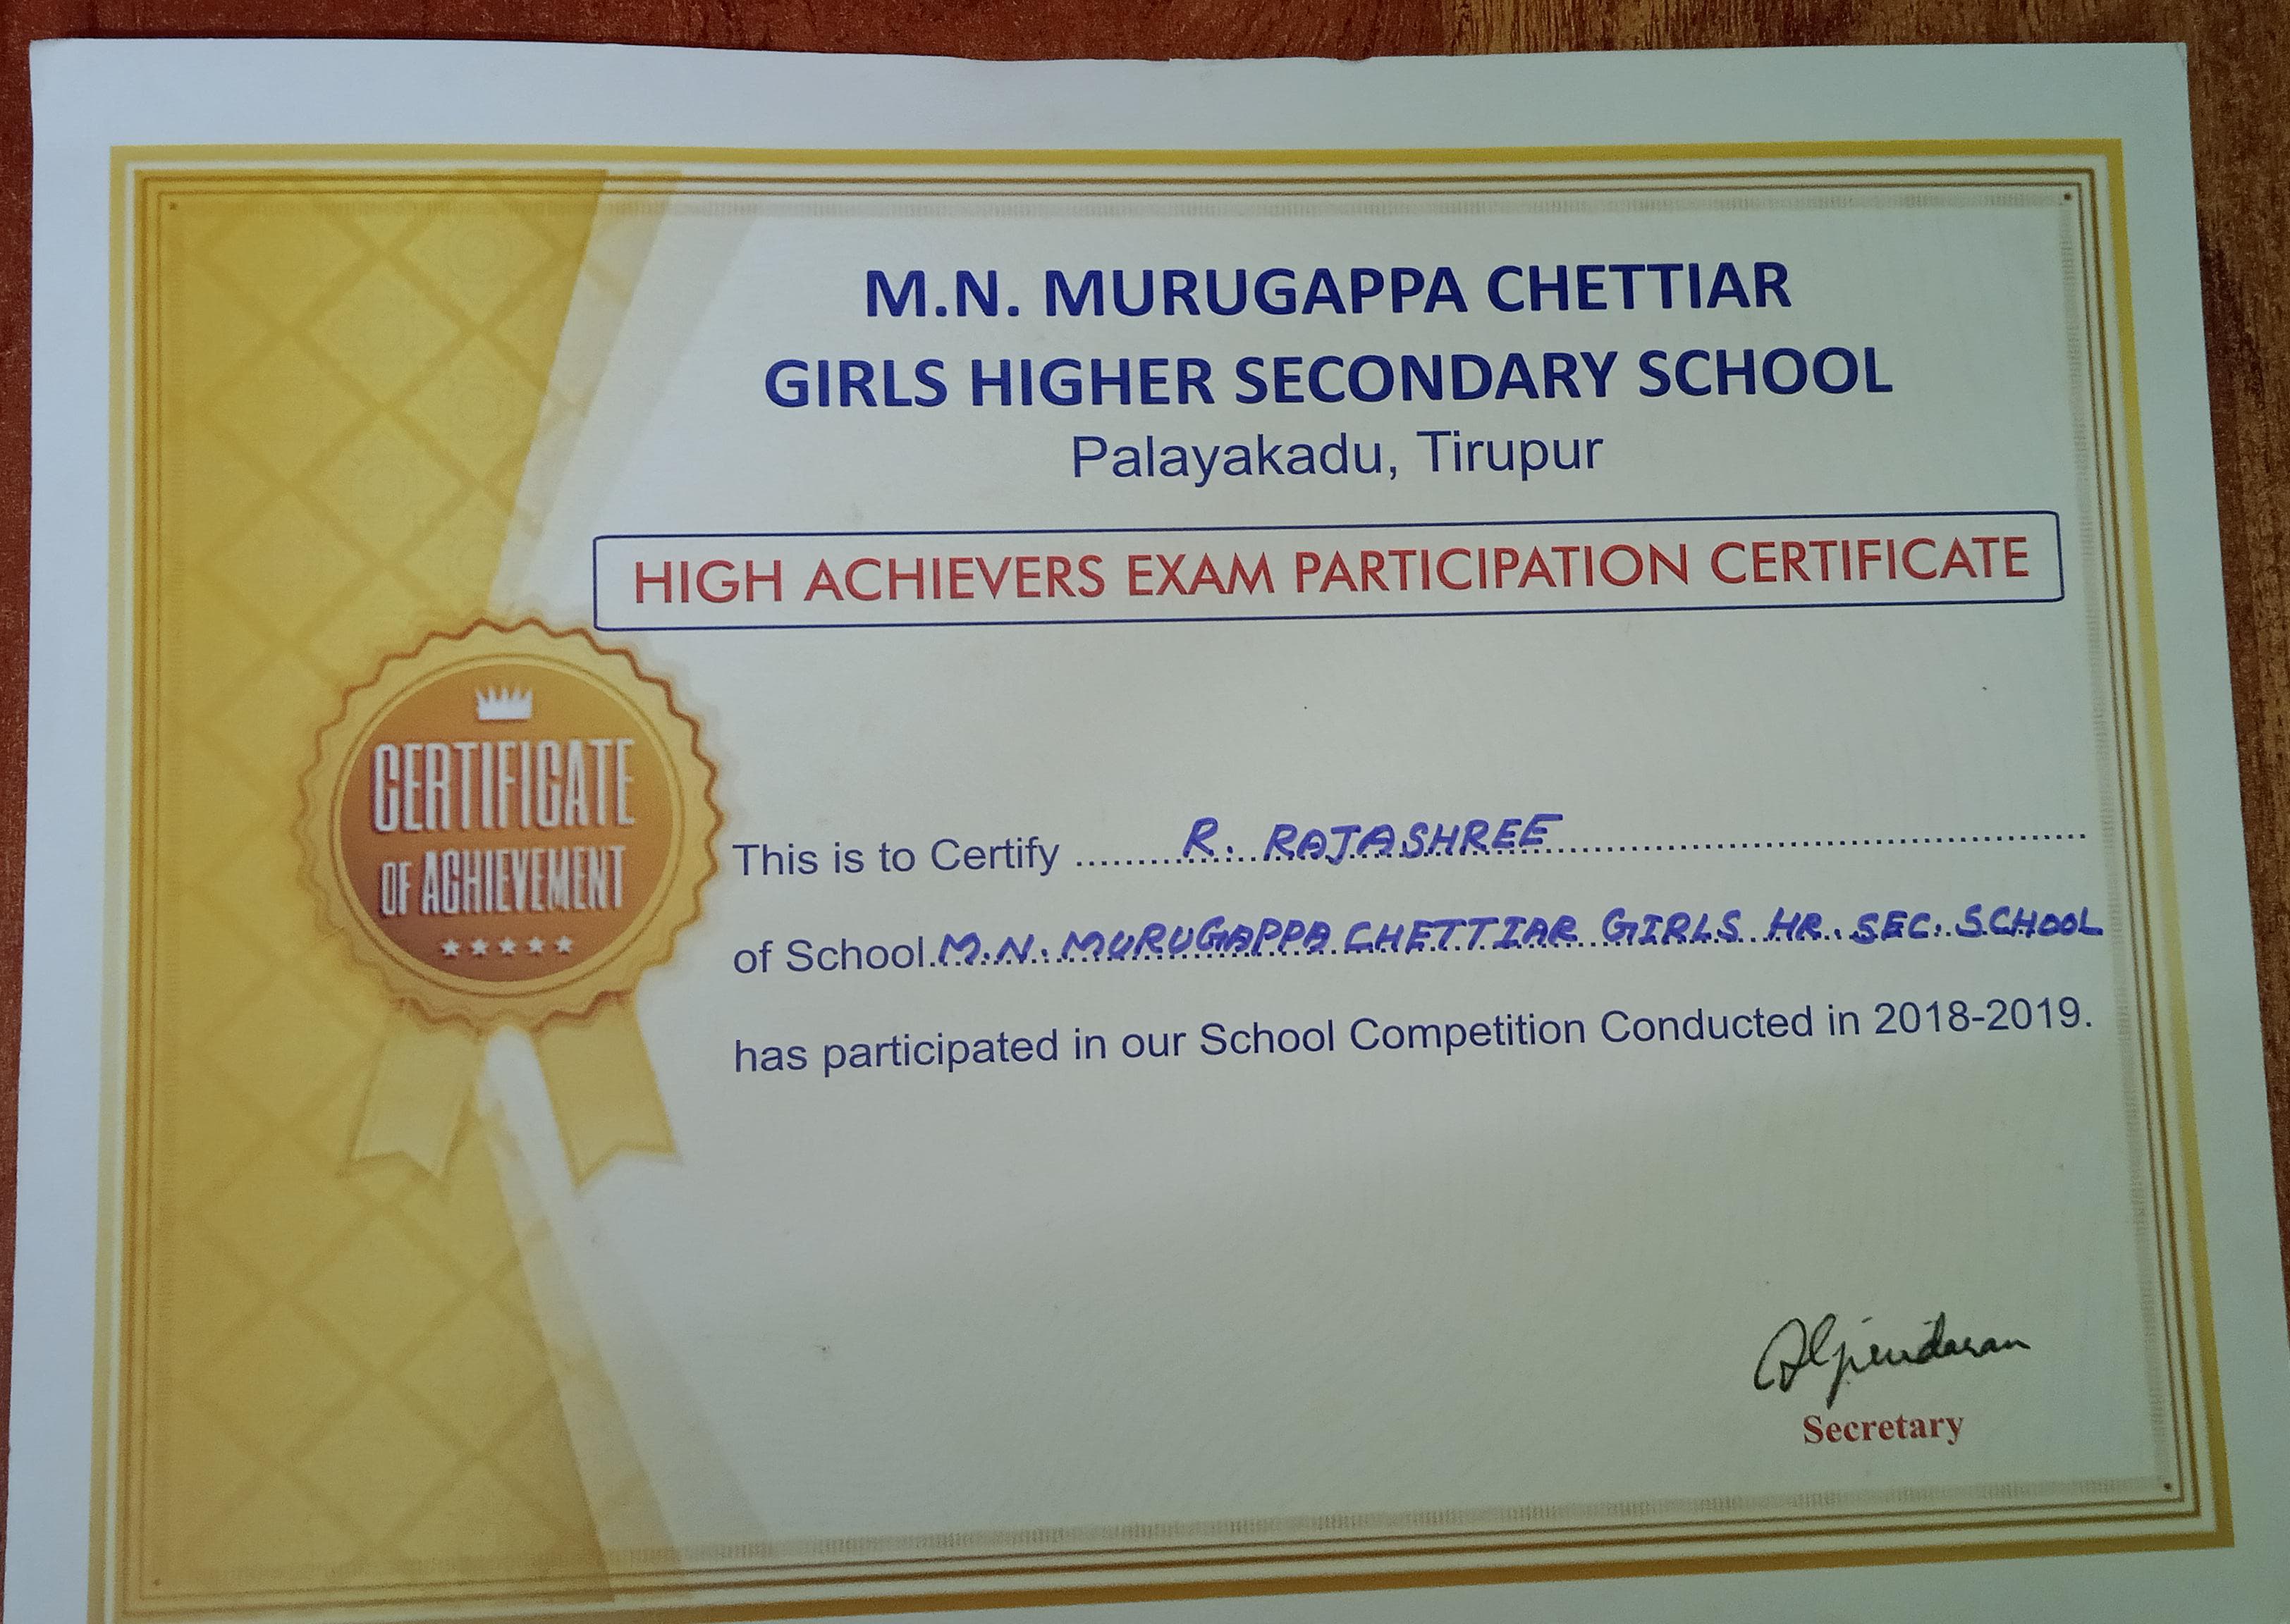 M.N. MURUGAPPA CHETTIAR
GIRLS HIGHER SECONDARY SCHOOL
Palayakadu, Tirupur
HIGH ACHIEVERS EXAM PARTICIPATION CERTIFICATE
CERTIFICATE
OF ACHIEVEMENT
This is to Certify R. RAJASHREE
of School M.N. MURUGAPPA CHETTIAR GIRLS HR. SEC. SCHOOL
has participated in our School Competition Conducted in 2018-2019.
Secretary